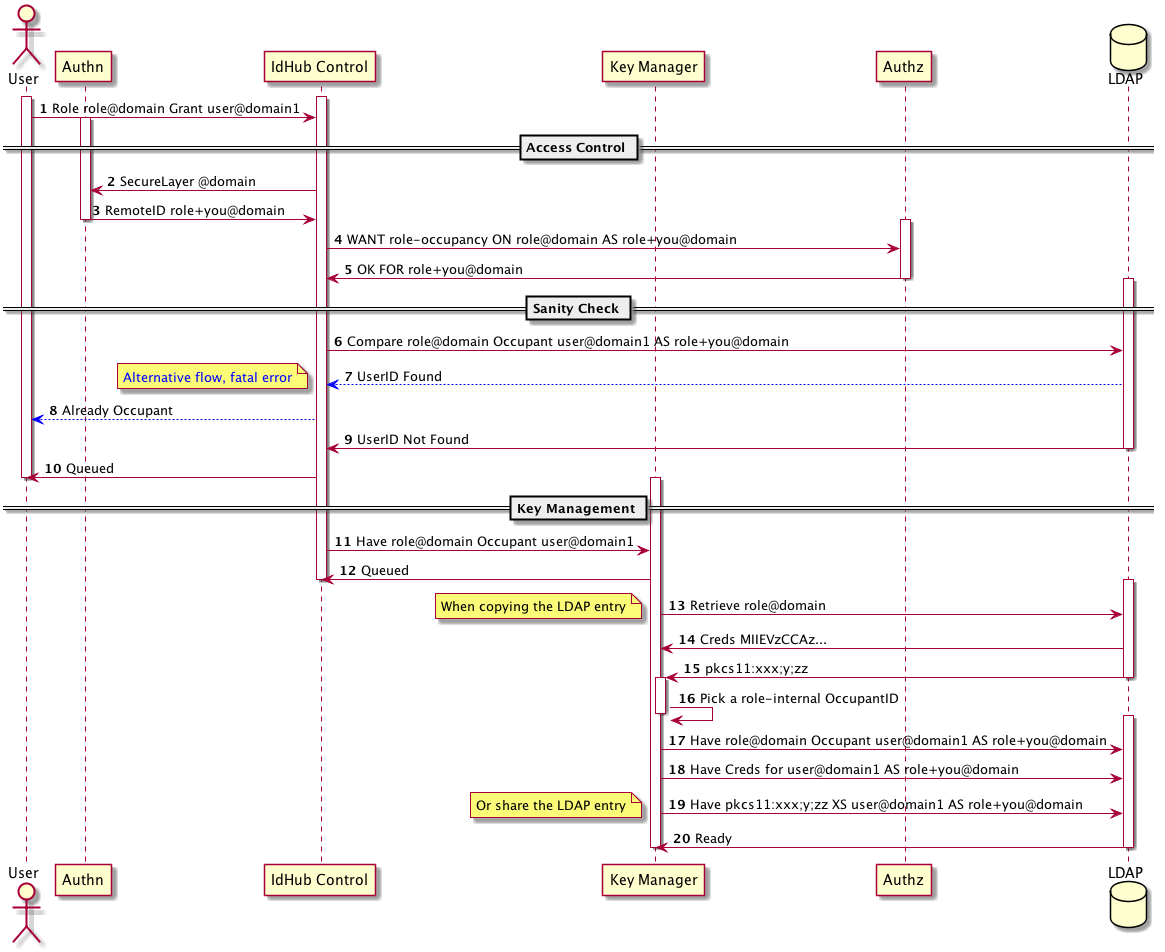 User
Authn
IdHub Control
Key Manager
Authz
LDAP
1 Role role@domain Grant user@domain1
Access Control
2 SecureLayer @domain
3 RemoteID role+you@domain
4 WANT role-occupancy ON role@domain AS role+you@domain
5 OK FOR role+you@domain
Sanity Check
6 Compare role@domain Occupant user@domain1 AS role+you@domain
Alternative flow, fatal error
7 UserID Found
8 Already Occupant
9 UserID Not Found
10 Queued
Key Management
11 Have role@domain Occupant user@domain1
12 Queued
When copying the LDAP entry
13 Retrieve role@domain
14 Creds MIIEVzCCAz...
15 pkcs11:xxx;y;zz
16 Pick a role-internal OccupantID
17 Have role@domain Occupant user@domain1 AS role+you@domain
18 Have Creds for user@domain1 AS role+you@domain
Or share the LDAP entry
19 Have pkcs11:xxx;y;zz XS user@domain1 AS role+you@domain
20 Ready
User
Authn
IdHub Control
Key Manager
Authz
LDAP